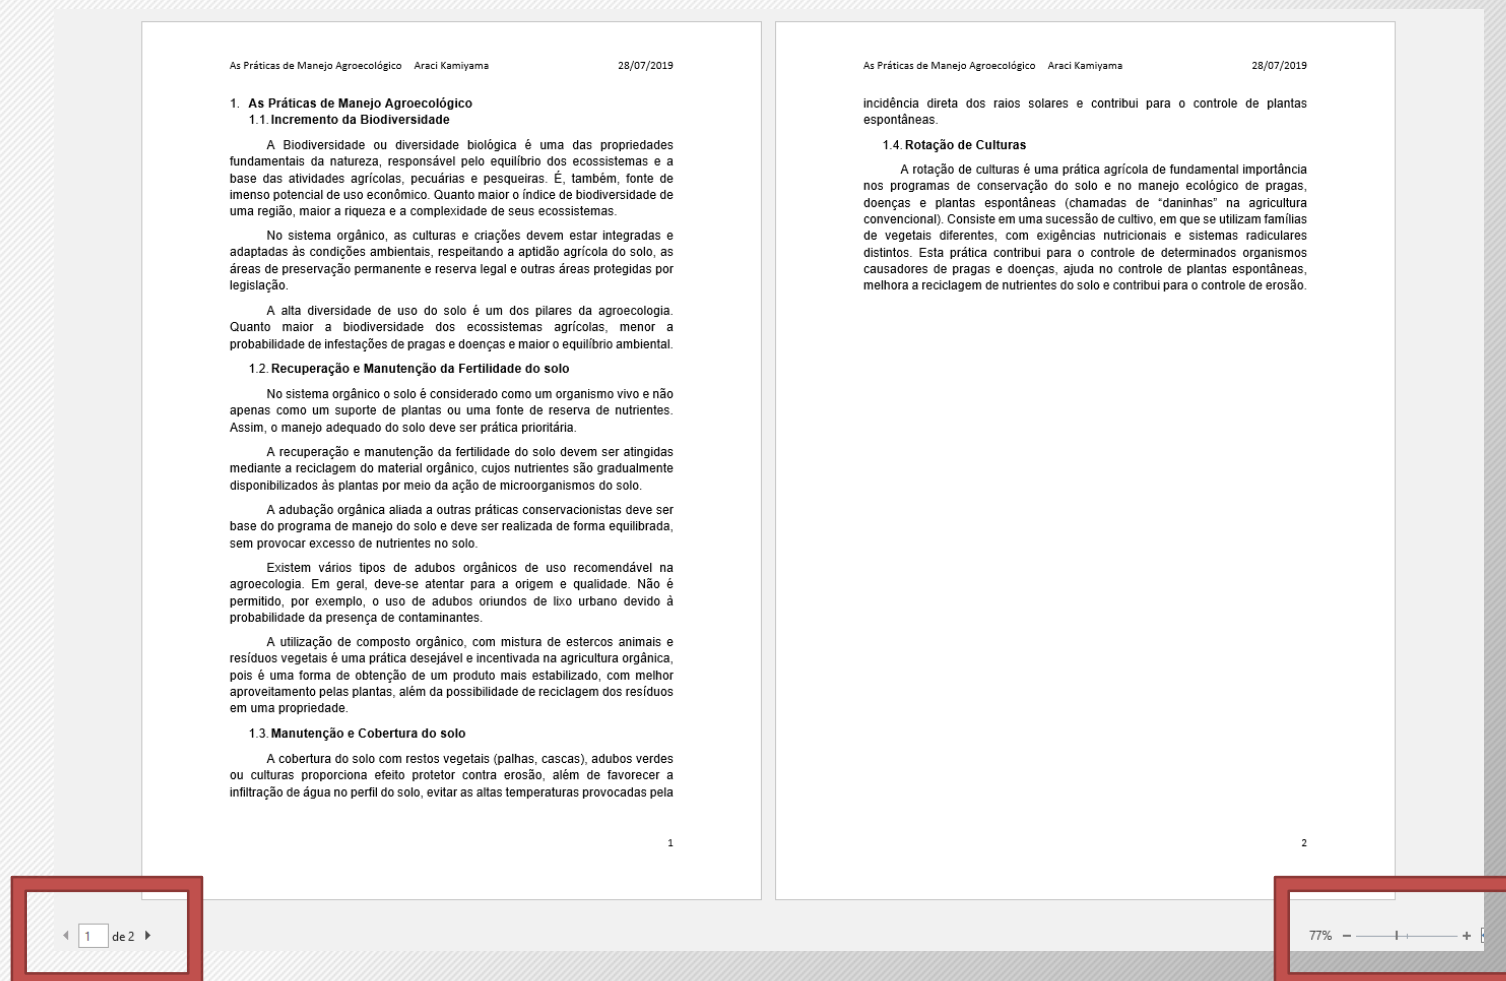 As Práticas de Manejo Agroecológico Araci Kamiyama 28/07/2019
1. As Práticas de Manejo Agroecológico
1.1. Incremento da Biodiversidade
A Biodiversidade ou diversidade biológica é uma das propriedades
fundamentais da natureza, responsável pelo equilíbrio dos ecossistemas e a
base das atividades agrícolas, pecuárias e pesqueiras. É, também, fonte de
imenso potencial de uso econômico. Quanto maior o índice de biodiversidade de
uma região, maior a riqueza e a complexidade de seus ecossistemas.
No sistema orgânico, as culturas e criações devem estar integradas e
adaptadas às condições ambientais, respeitando a aptidão agrícola do solo, as
áreas de preservação permanente e reserva legal e outras áreas protegidas por
legislação.
A alta diversidade de uso do solo é um dos pilares da agroecologia.
Quanto maior a biodiversidade dos ecossistemas agrícolas, menor a
probabilidade de infestações de pragas e doenças e maior o equilíbrio ambiental.
1.2. Recuperação e Manutenção da Fertilidade do solo
No sistema orgânico o solo é considerado como um organismo vivo e não
apenas como um suporte de plantas ou uma fonte de reserva de nutrientes.
Assim, o manejo adequado do solo deve ser prática prioritária.
A recuperação e manutenção da fertilidade do solo devem ser atingidas
mediante a reciclagem do material orgânico, cujos nutrientes são gradualmente
disponibilizados às plantas por meio da ação de microorganismos do solo.
A adubação orgânica aliada a outras práticas conservacionistas deve ser
base do programa de manejo do solo e deve ser realizada de forma equilibrada,
sem provocar excesso de nutrientes no solo.
Existem vários tipos de adubos orgânicos de uso recomendável na
agroecologia. Em geral, deve-se atentar para a origem e qualidade. Não é
permitido, por exemplo, o uso de adubos oriundos de lixo urbano devido à
probabilidade da presença de contaminantes.
A utilização de composto orgânico, com mistura de estercos animais e
resíduos vegetais é uma prática desejável e incentivada na agricultura orgânica,
pois é uma forma de obtenção de um produto mais estabilizado, com melhor
aproveitamento pelas plantas, além da possibilidade de reciclagem dos resíduos
em uma propriedade.
1.3. Manutenção e Cobertura do solo
A cobertura do solo com restos vegetais (palhas, cascas), adubos verdes
ou culturas proporciona efeito protetor contra erosão, além de favorecer a
infiltração de água no perfil do solo, evitar as altas temperaturas provocadas pela
1
As Práticas de Manejo Agroecológico Araci Kamiyama 28/07/2019
incidência direta dos raios solares e contribui para o controle de plantas
espontâneas.
1.4. Rotação de Culturas
A rotação de culturas é uma prática agrícola de fundamental importância
nos programas de conservação do solo e no manejo ecológico de pragas,
doenças e plantas espontâneas (chamadas de “daninhas” na agricultura
convencional). Consiste em uma sucessão de cultivo, em que se utilizam famílias
de vegetais diferentes, com exigências nutricionais e sistemas radiculares
distintos. Esta prática contribui para o controle de determinados organismos
causadores de pragas e doenças, ajuda no controle de plantas espontâneas,
melhora a reciclagem de nutrientes do solo e contribui para o controle de erosão.
2
1 de 2
77%